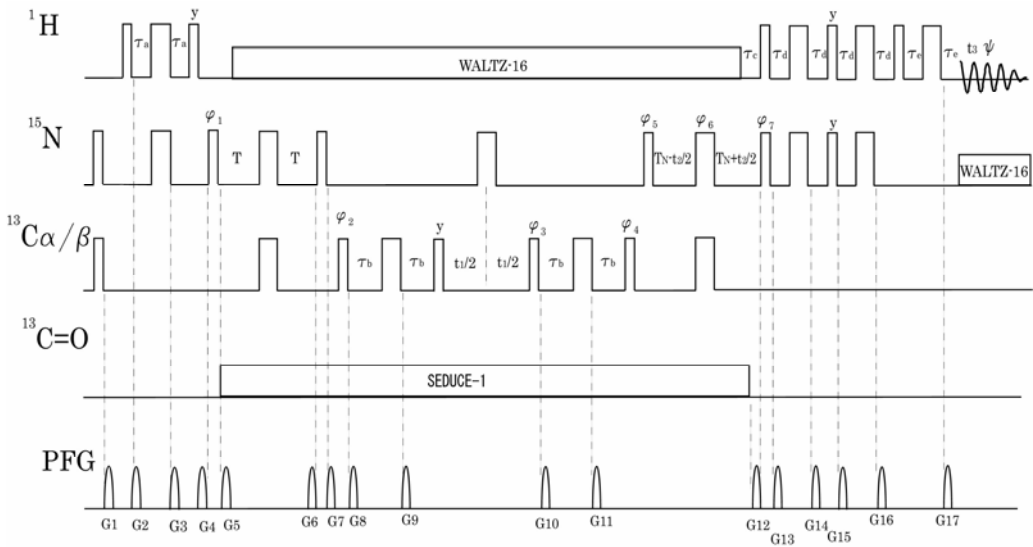 ¹H τa τa y WALTZ-16 τc τd τd y τd τd τe τe t3 ψ
¹⁵N φ1 T T φ5 TN-t2/2 φ6 TN+t2/2 φ7 y WALTZ-16
¹³Cα/β φ2 τb τb y t1/2 t1/2 φ3 τb τb φ4
¹³C=O SEDUCE-1
PFG
G1 G2 G3 G4 G5 G6 G7 G8 G9 G10 G11 G12 G13 G14 G15 G16 G17